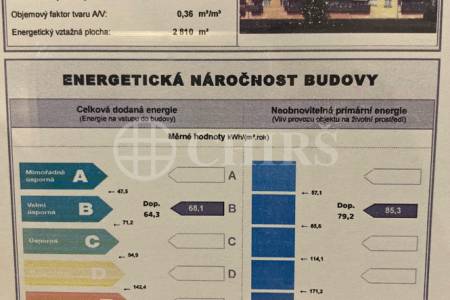 Objemový faktor tvaru A/V: 0,36 m²/m³
Energetický vztažná plocha: 2 810 m²
ENERGETICKÁ NÁROČNOST BUDOVY
Celková dodaná energie
(Energie na vstupu do budovy)
Neobnovitelná primární energie
(Vliv provozu objektu na životní prostředí)
Měrné hodnoty kWh/(m².rok)
CHIRŠ
Mimořádně úsporná A A
47,5 57,1
Velmi úsporná B Dop. 64,3 68,1 B Dop. 79,2 85,3
71,2 85,6
Úsporná C C
94,9 114,1
D D
142,4 171,2